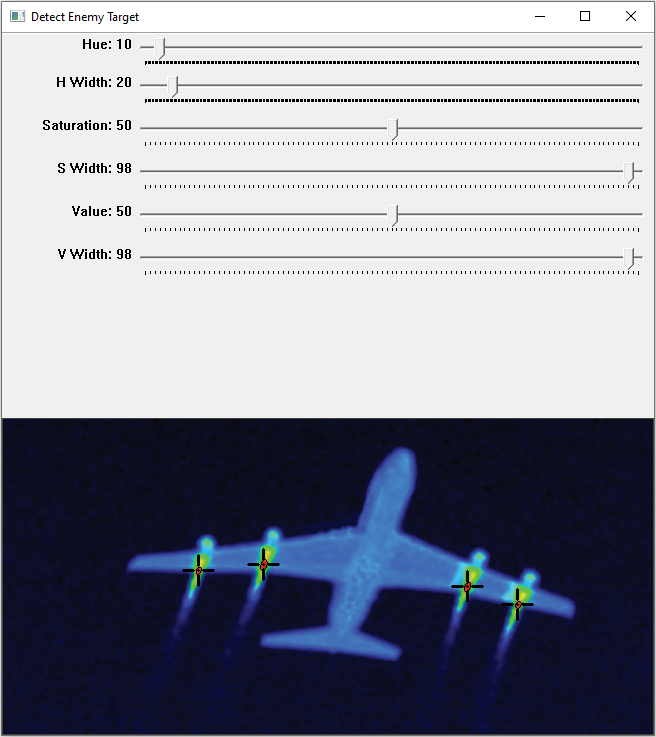 Detect Enemy Target
Hue: 10
H Width: 20
Saturation: 50
S Width: 98
Value: 50
V Width: 98